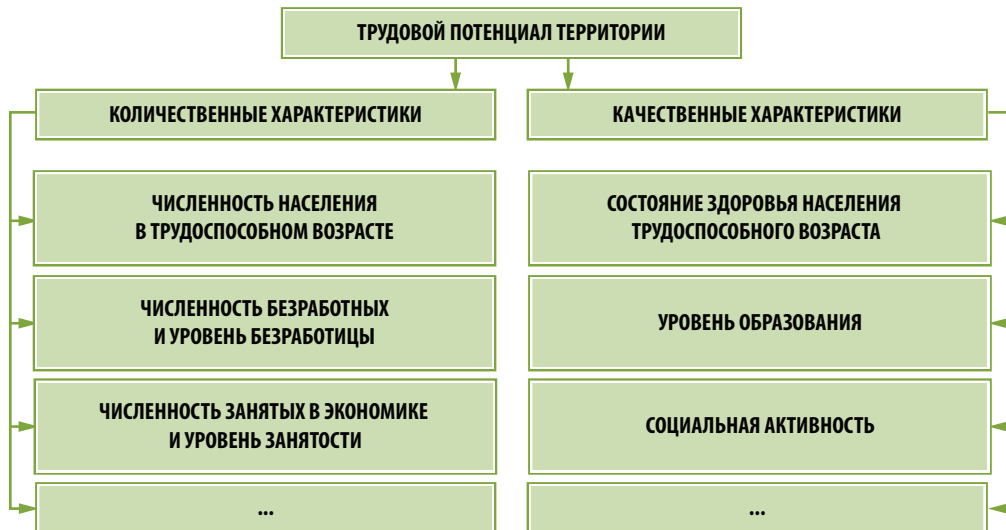 ТРУДОВОЙ ПОТЕНЦИАЛ ТЕРРИТОРИИ
КОЛИЧЕСТВЕННЫЕ ХАРАКТЕРИСТИКИ
ЧИСЛЕННОСТЬ НАСЕЛЕНИЯ
В ТРУДОСПОСОБНОМ ВОЗРАСТЕ
ЧИСЛЕННОСТЬ БЕЗРАБОТНЫХ
И УРОВЕНЬ БЕЗРАБОТИЦЫ
ЧИСЛЕННОСТЬ ЗАНЯТЫХ В ЭКОНОМИКЕ
И УРОВЕНЬ ЗАНЯТОСТИ
...
КАЧЕСТВЕННЫЕ ХАРАКТЕРИСТИКИ
СОСТОЯНИЕ ЗДОРОВЬЯ НАСЕЛЕНИЯ
ТРУДОСПОСОБНОГО ВОЗРАСТА
УРОВЕНЬ ОБРАЗОВАНИЯ
СОЦИАЛЬНАЯ АКТИВНОСТЬ
...